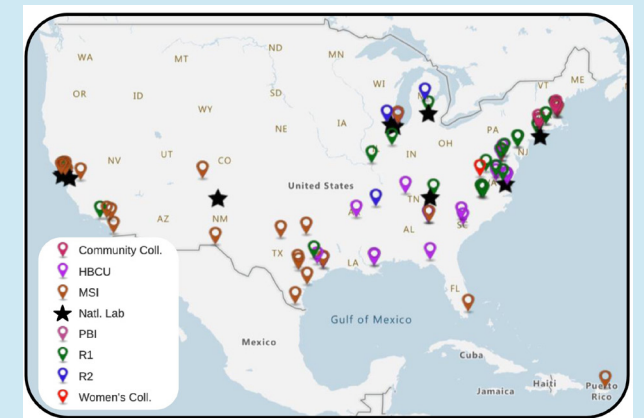 ND
MN
WA
MT
VT
ME
WI
OR
ID
SD
WY
IA
PA
NE
OH
IN
NJ
NV
UT
CO
United States
TN
AZ
NM
SC
AL
TX
LA
FL
Community Coll.
HBCU
MSI
Natl. Lab
PBI
R1
R2
Women's Coll.
Gulf of Mexico
Mexico
Cuba
Haiti
Puerto
Rico
Jamaica